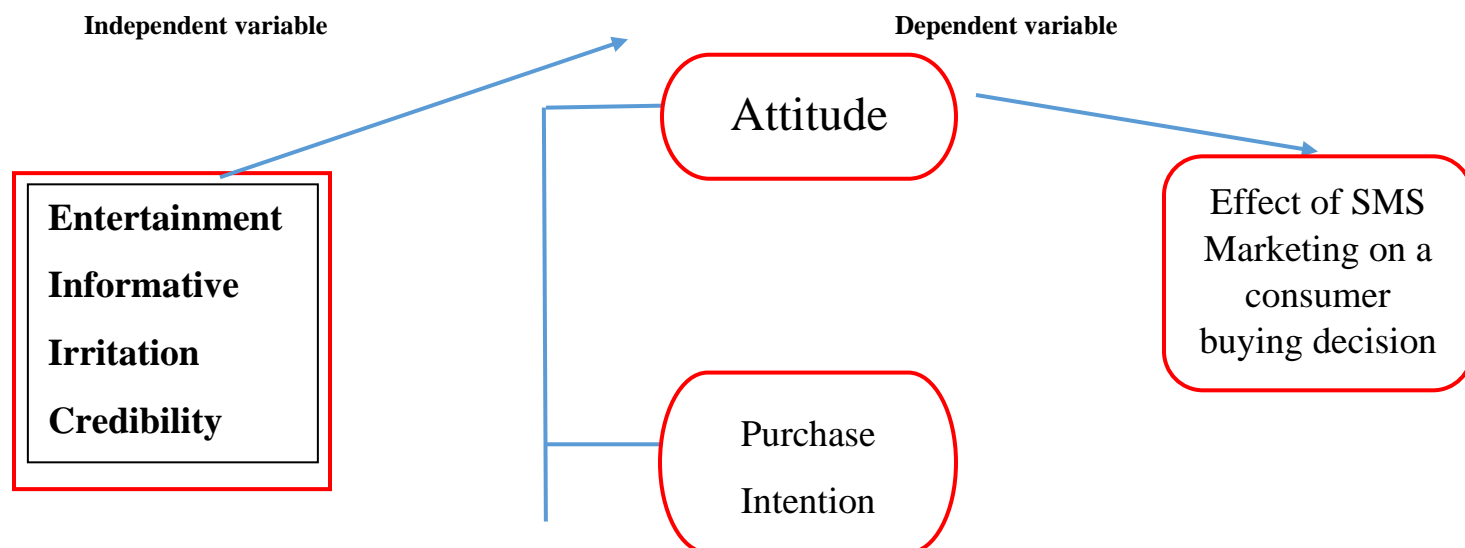 Independent variable
Dependent variable
Attitude
Entertainment
Informative
Irritation
Credibility
Effect of SMS
Marketing on a
consumer
buying decision
Purchase
Intention